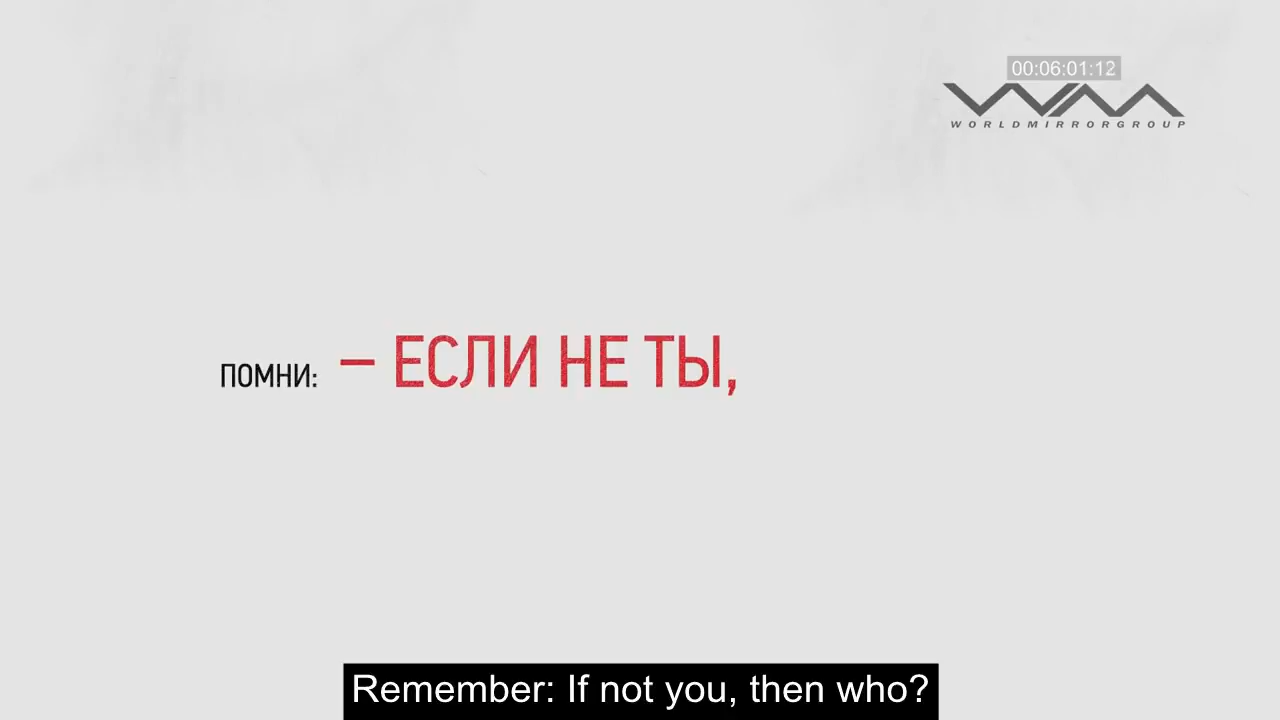 00:06:01:12
WORLDMIRRORGROUP
ПОМНИ: – ЕСЛИ НЕ ТЫ,
Remember: If not you, then who?